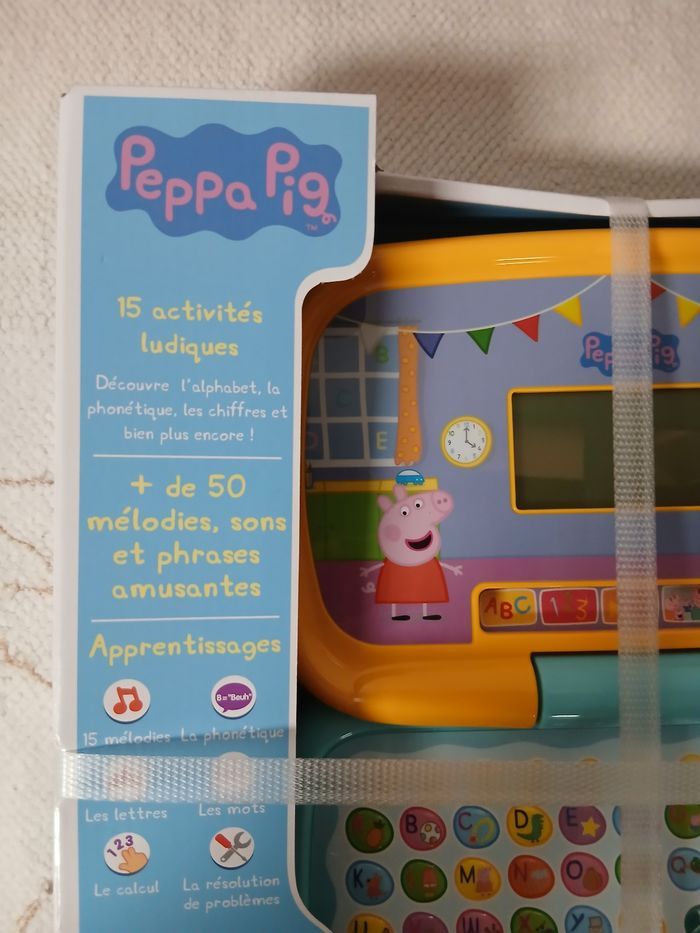 Peppa Pig
™
15 activités
ludiques
Découvre l'alphabet, la
phonétique, les chiffres et
bien plus encore !
+ de 50
mélodies, sons
et phrases
amusantes
Apprentissages
B="Beuh"
15 mélodies La phonétique
Les lettres Les mots
123
Le calcul La résolution
de problèmes
B
C
D E
Peppa Pig
ABC 123
B C D E
K M N O Q
W X Y